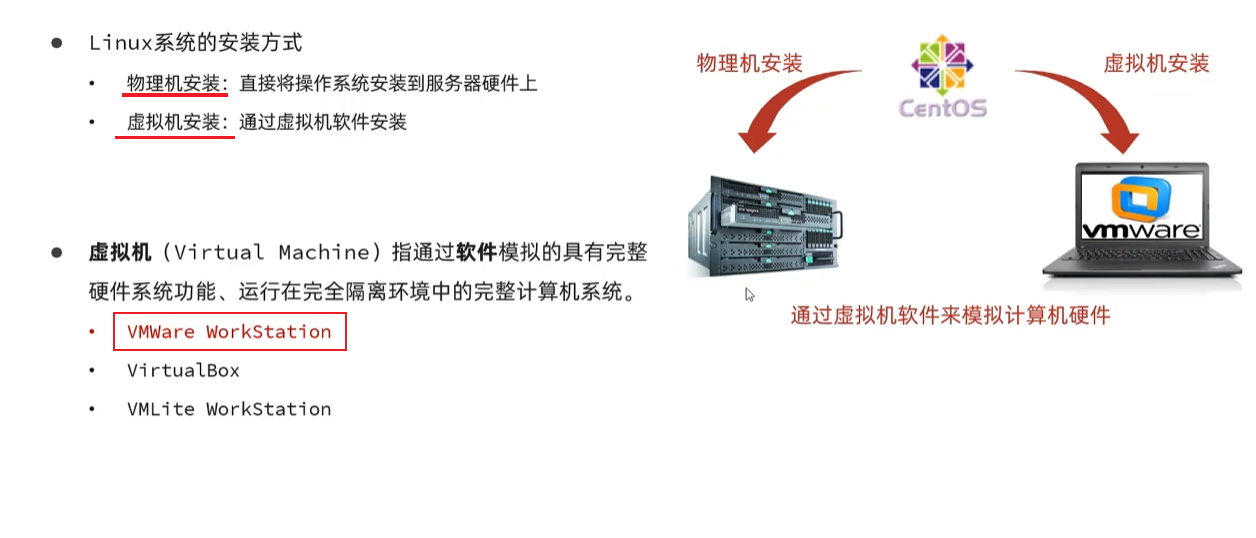 Linux系统的安装方式
物理机安装：直接将操作系统安装到服务器硬件上
虚拟机安装：通过虚拟机软件安装
虚拟机（Virtual Machine）指通过软件模拟的具有完整
硬件系统功能、运行在完全隔离环境中的完整计算机系统。
VMWare WorkStation
VirtualBox
VMLite WorkStation
物理机安装
CentOS
虚拟机安装
vmware
通过虚拟机软件来模拟计算机硬件